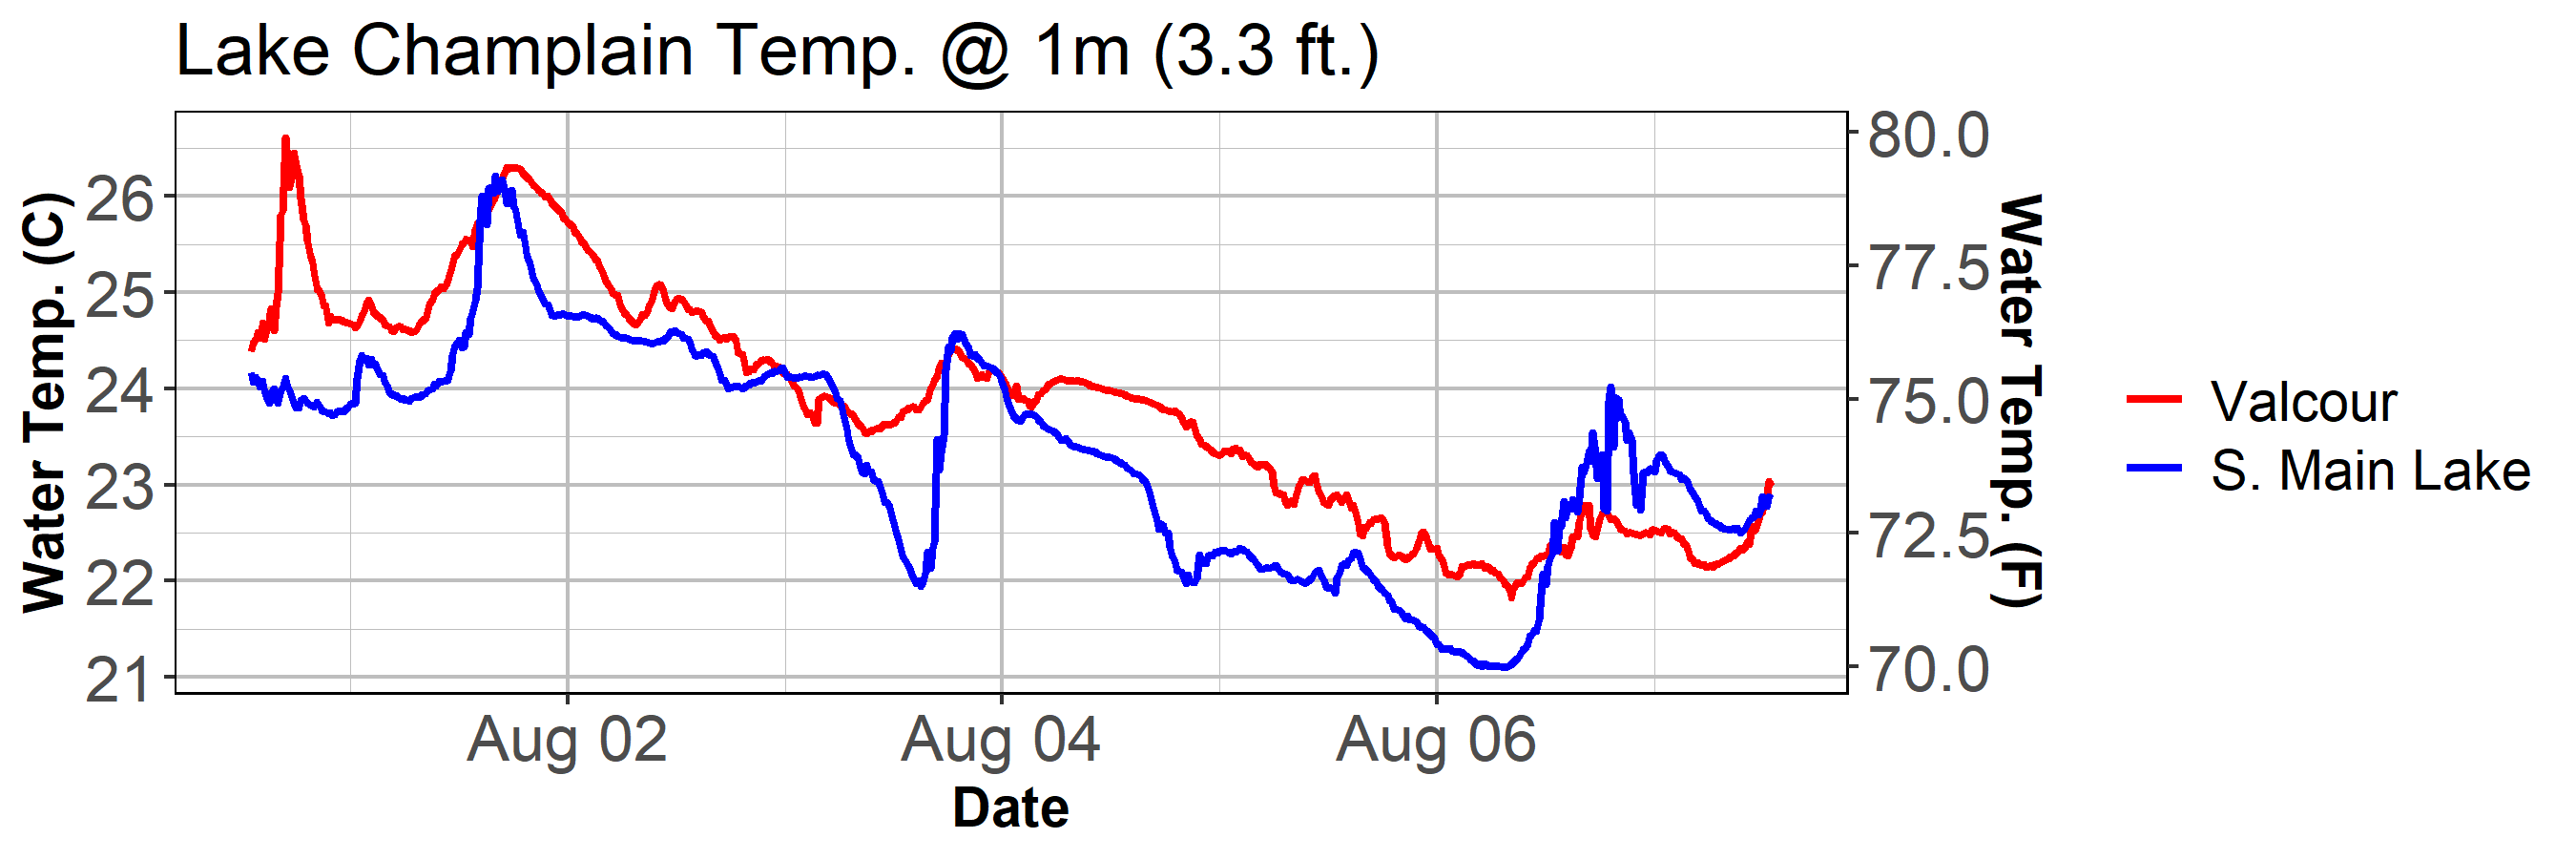 Lake Champlain Temp. @ 1m (3.3 ft.)
Water Temp. (C)
26
25
24
23
22
21
80.0
77.5
75.0
72.5
70.0
Water Temp. (F)
Aug 02
Aug 04
Aug 06
Date
Valcour
S. Main Lake